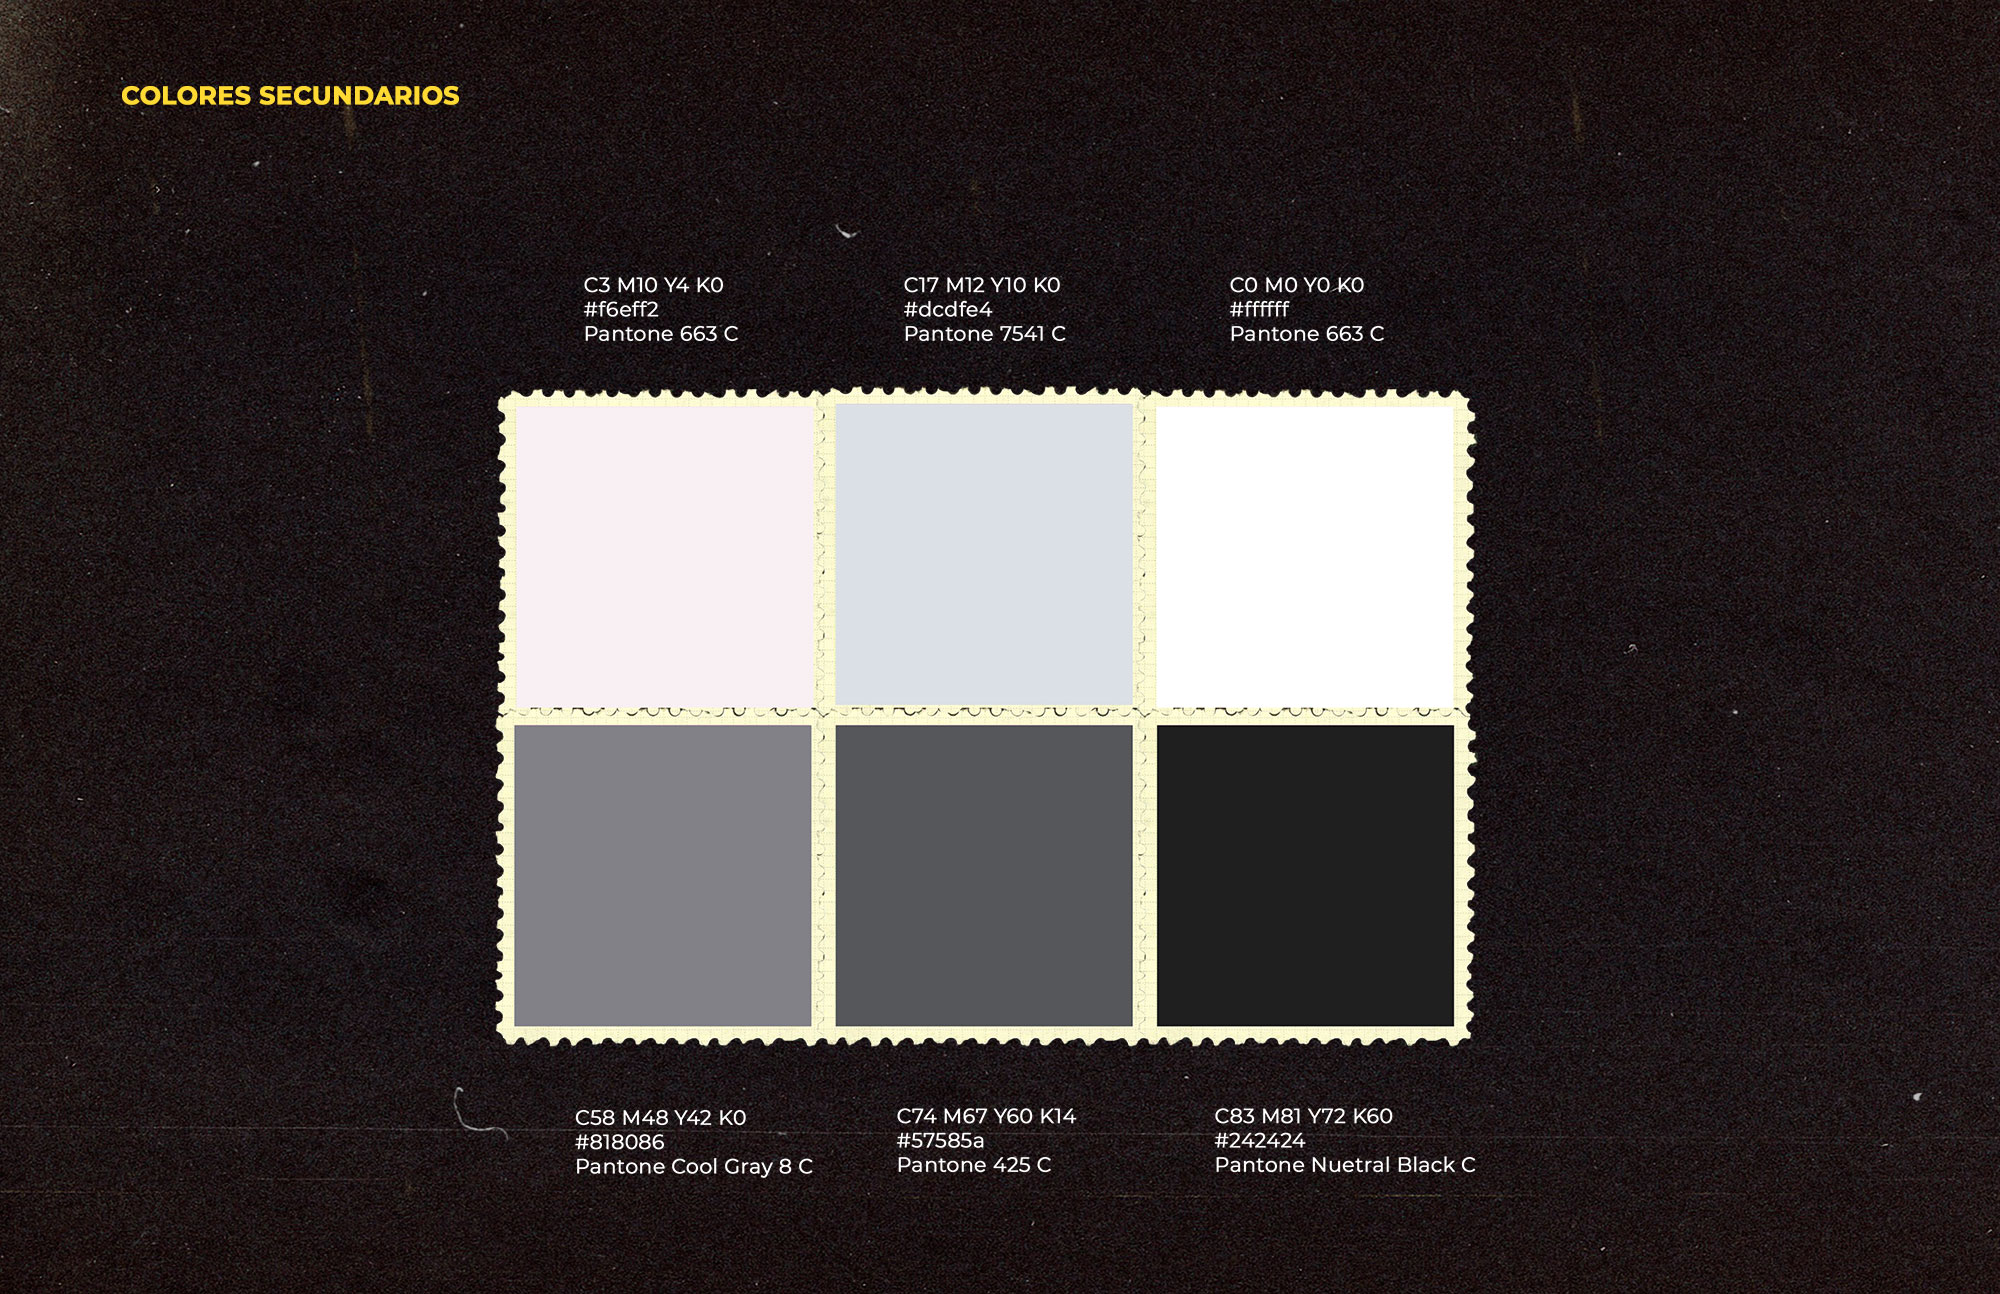 COLORES SECUNDARIOS
C3 M10 Y4 K0
#f6eff2
Pantone 663 C
C17 M12 Y10 K0
#dcdfe4
Pantone 7541 C
C0 M0 Y0 K0
#ffffff
Pantone 663 C
C58 M48 Y42 K0
#818086
Pantone Cool Gray 8 C
C74 M67 Y60 K14
#57585a
Pantone 425 C
C83 M81 Y72 K60
#242424
Pantone Nuetral Black C